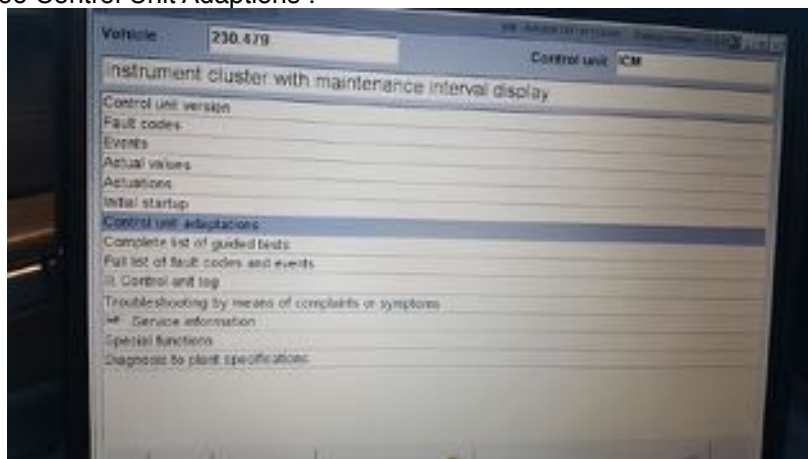 Control Unit Adaptions .
Vehicle 230.479 Control unit ICM
Instrument cluster with maintenance interval display
Control unit version
Fault codes
Events
Actual values
Actuations
Initial startup
Control unit adaptations
Complete list of guided tests
Full list of fault codes and events
Control unit log
Troubleshooting by means of complaints or symptoms
Service information
Special functions
Diagnosis to plant specifications